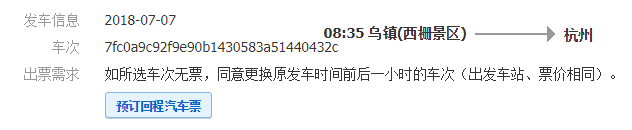 发车信息 2018-07-07
08:35 乌镇(西栅景区) 杭州
车次 7fc0a9c92f9e90b1430583a51440432c
出票需求 如所选车次无票，同意更换原发车时间前后一小时的车次（出发车站、票价相同）。
预订回程汽车票